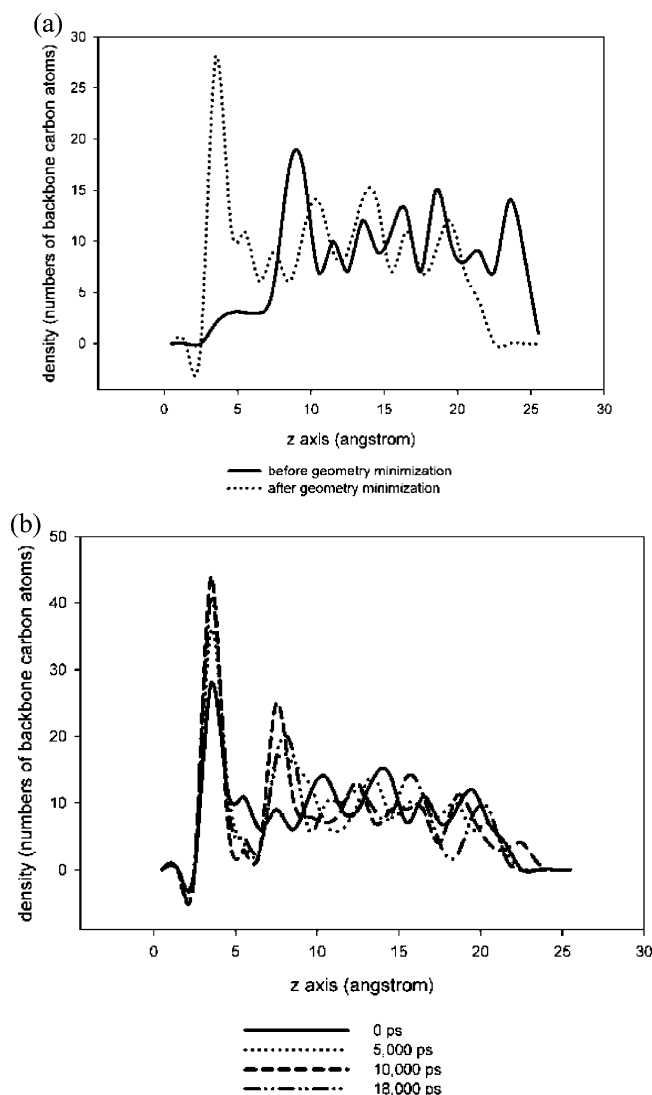 (a)
density (numbers of backbone carbon atoms)
30
25
20
15
10
5
0
0 5 10 15 20 25 30
z axis (angstrom)
before geometry minimization
after geometry minimization
(b)
density (numbers of backbone carbon atoms)
50
40
30
20
10
0
0 5 10 15 20 25 30
z axis (angstrom)
0 ps
5,000 ps
10,000 ps
18,000 ps